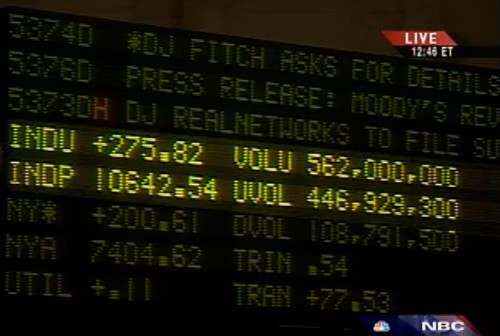 LIVE
12:46 ET
5374D *DJ FITCH ASKS FOR DETAILS
5376D PRESS RELEASE: MOODY'S REV
5373DH DJ REALNETWORKS TO FILE SU
INDU +275.82 VOLU 562,000,000
INDP 10642.54 UVOL 446,929,300
NY* +200.61 DVOL 108,791,500
NYA 7404.62 TRIN .54
UTIL +.11 TRAN +77.53
NBC